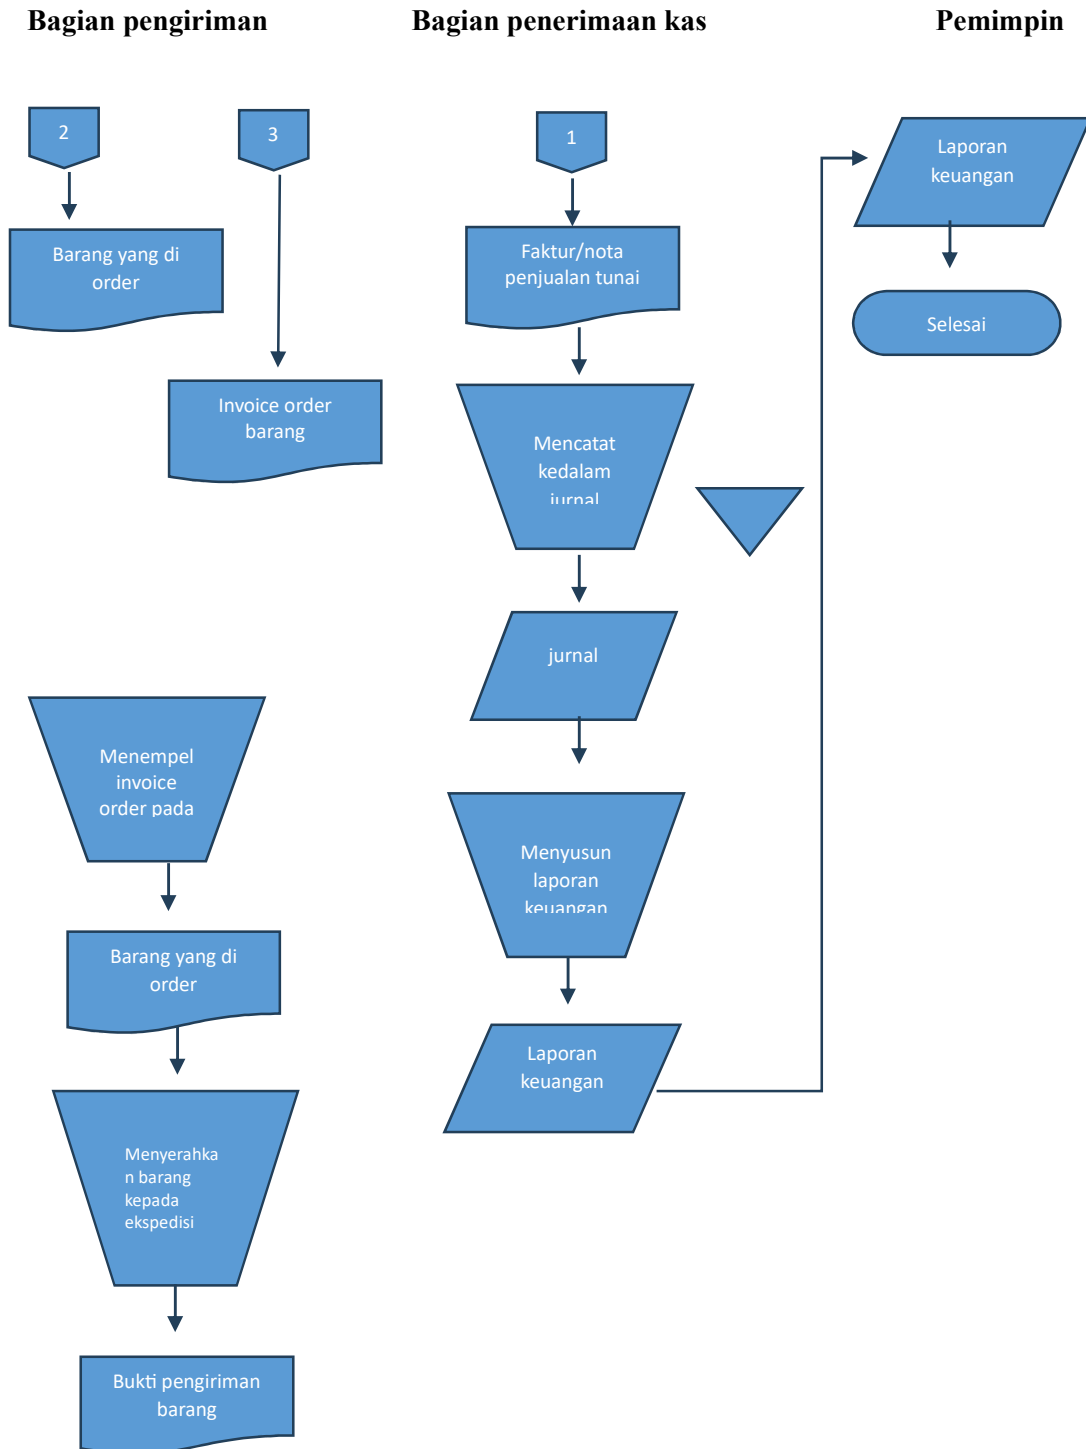 Bagian pengiriman
Bagian penerimaan kas
Pemimpin
2
3
1
Laporan
keuangan
Barang yang di
order
Faktur/nota
penjualan tunai
Selesai
Invoice order
barang
Mencatat
kedalam
jurnal
jurnal
Menempel
invoice
order pada
Menyusun
laporan
keuangan
Barang yang di
order
Laporan
keuangan
Menyerahka
n barang
kepada
ekspedisi
Bukti pengiriman
barang